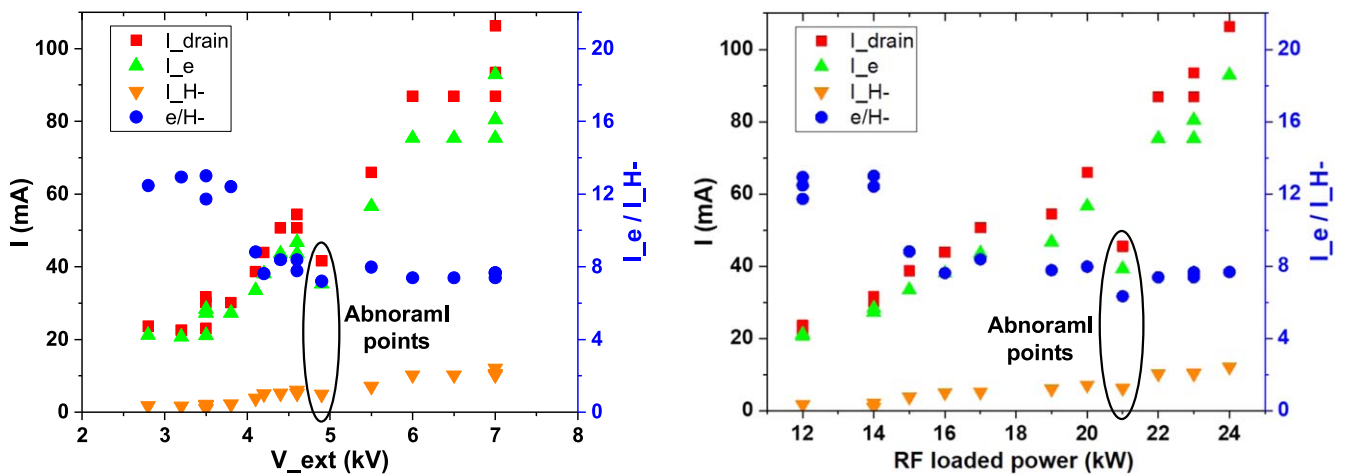 I_drain
I_e
I_H-
e/H-
I (mA)
0
20
40
60
80
100
2
3
4
5
6
7
8
V_ext (kV)
0
4
8
12
16
20
I_e / I_H-
Abnoraml
points
I_drain
I_e
I_H-
e/H-
I (mA)
0
20
40
60
80
100
12
14
16
18
20
22
24
RF loaded power (kW)
0
4
8
12
16
20
I_e / I_H-
Abnoraml
points